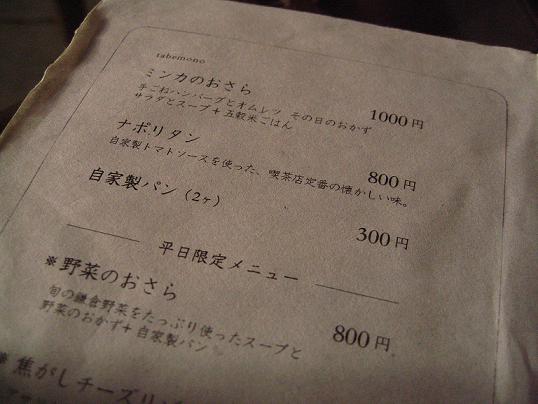 tabemono
ミンカのおさら 1000円
手ごねハンバーグとオムレツ その日のおかず
サラダとスープ+五穀米ごはん
ナポリタン 800円
自家製トマトソースを使った、喫茶店定番の懐かしい味。
自家製パン(2ヶ) 300円
平日限定メニュー
※野菜のおさら 800円
旬の鎌倉野菜をたっぷり使ったスープと
野菜のおかず+自家製パン
※焦がしチーズリ